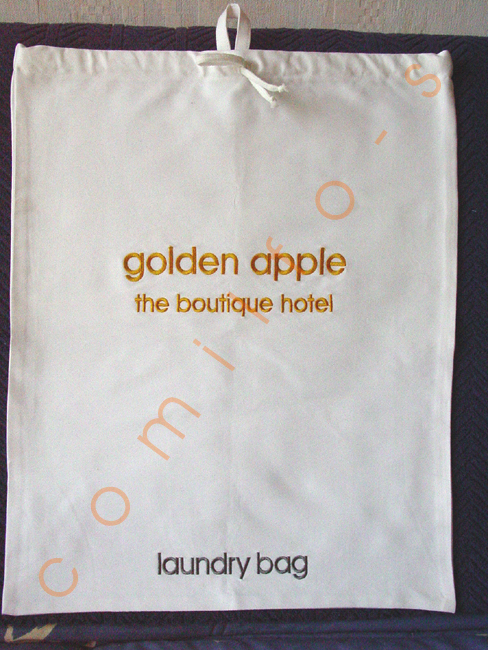 golden apple
the boutique hotel
laundry bag